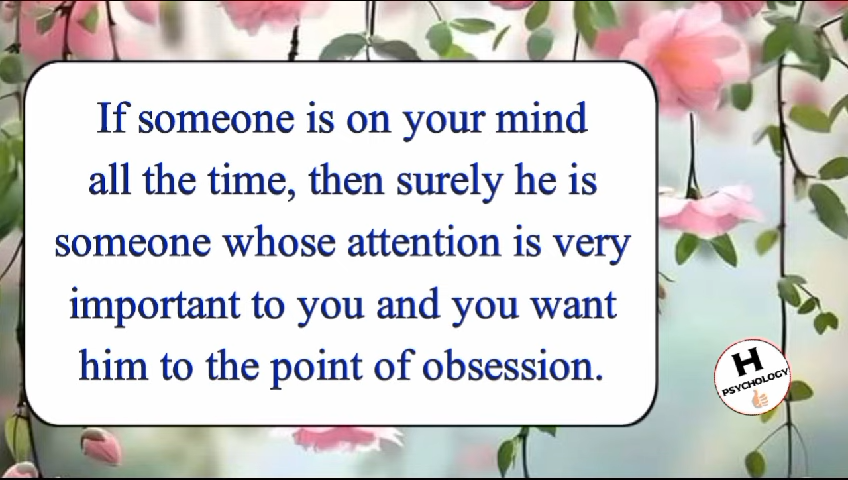 If someone is on your mind
all the time, then surely he is
someone whose attention is very
important to you and you want
him to the point of obsession.
H
PSYCHOLOGY